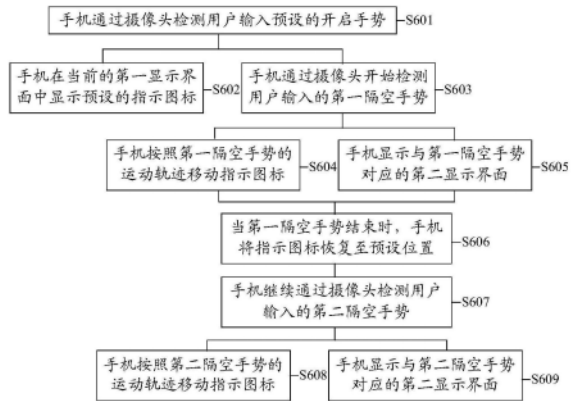 手机通过摄像头检测用户输入预设的开启手势
S601
手机在当前的第一显示界
面中显示预设的指示图标
S602
手机通过摄像头开始检测
用户输入的第一隔空手势
S603
手机按照第一隔空手势的
运动轨迹移动指示图标
S604
手机显示与第一隔空手势
对应的第二显示界面
S605
当第一隔空手势结束时，手机
将指示图标恢复至预设位置
S606
手机继续通过摄像头检测用户
输入的第二隔空手势
S607
手机按照第二隔空手势的
运动轨迹移动指示图标
S608
手机显示与第二隔空手势
对应的第二显示界面
S609